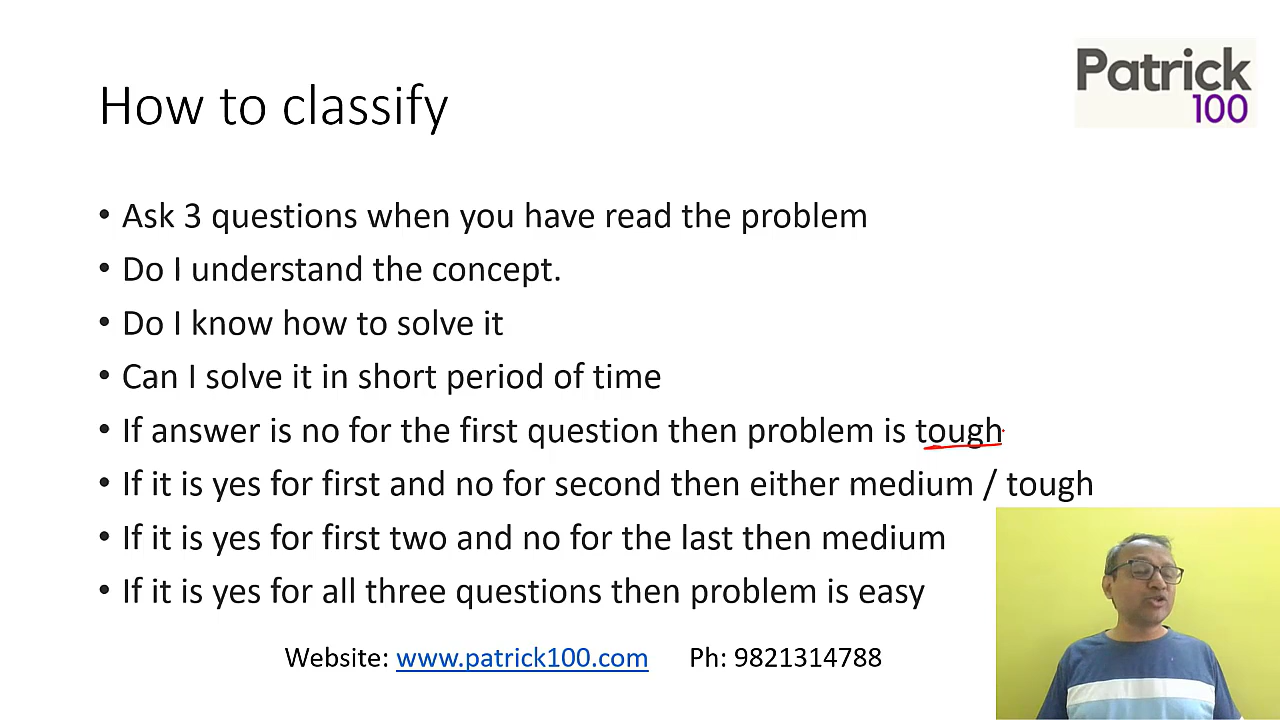 Patrick
100
How to classify
• Ask 3 questions when you have read the problem
• Do I understand the concept.
• Do I know how to solve it
• Can I solve it in short period of time
• If answer is no for the first question then problem is tough
• If it is yes for first and no for second then either medium / tough
• If it is yes for first two and no for the last then medium
• If it is yes for all three questions then problem is easy
Website: www.patrick100.com Ph: 9821314788